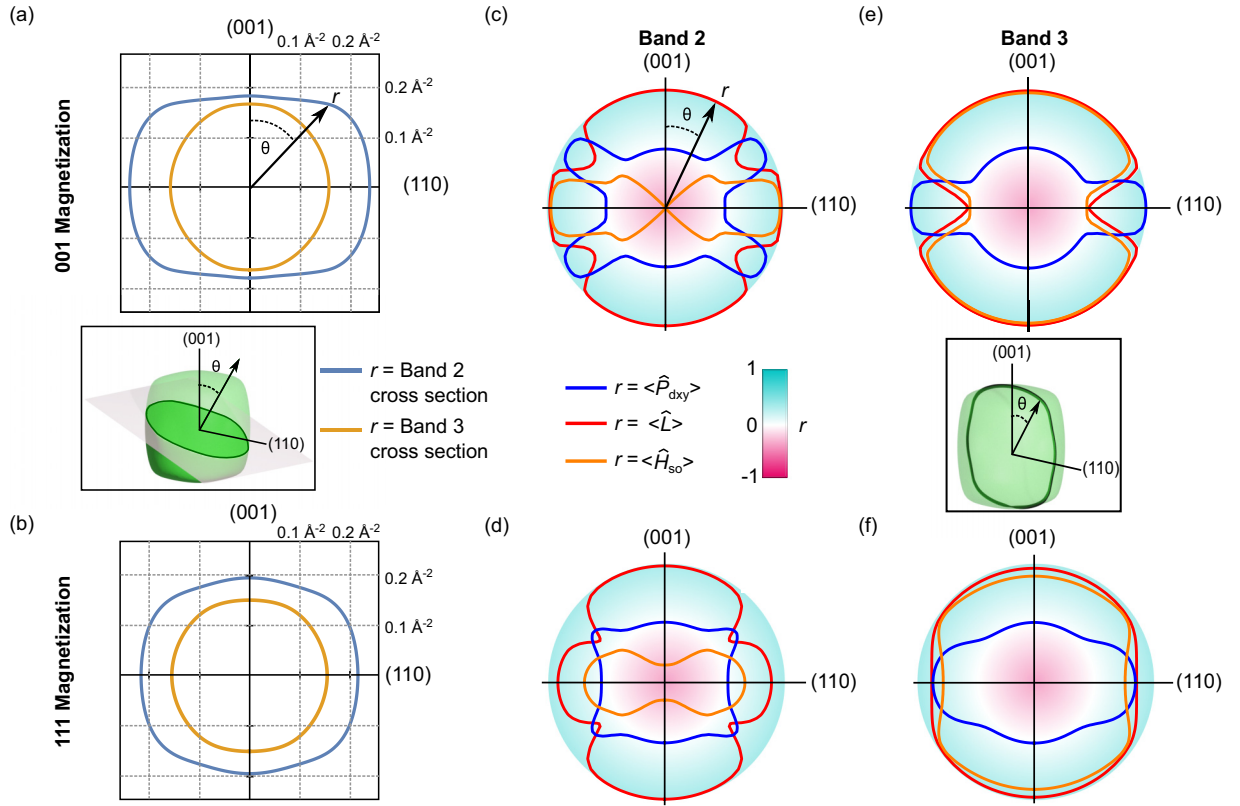 (a)
(001)
0.1 Å-2 0.2 Å-2
0.2 Å-2
0.1 Å-2
r
θ
(110)
001 Magnetization
(c)
Band 2
(001)
r
θ
(110)
(e)
Band 3
(001)
(110)
(001)
θ
(110)
r = Band 2
cross section
r = Band 3
cross section
r = <P̂dxy>
r = <L̂>
r = <Ĥso>
1
0
-1
r
(001)
θ
(110)
(b)
(001)
0.1 Å-2 0.2 Å-2
0.2 Å-2
0.1 Å-2
(110)
111 Magnetization
(d)
(001)
(110)
(f)
(001)
(110)